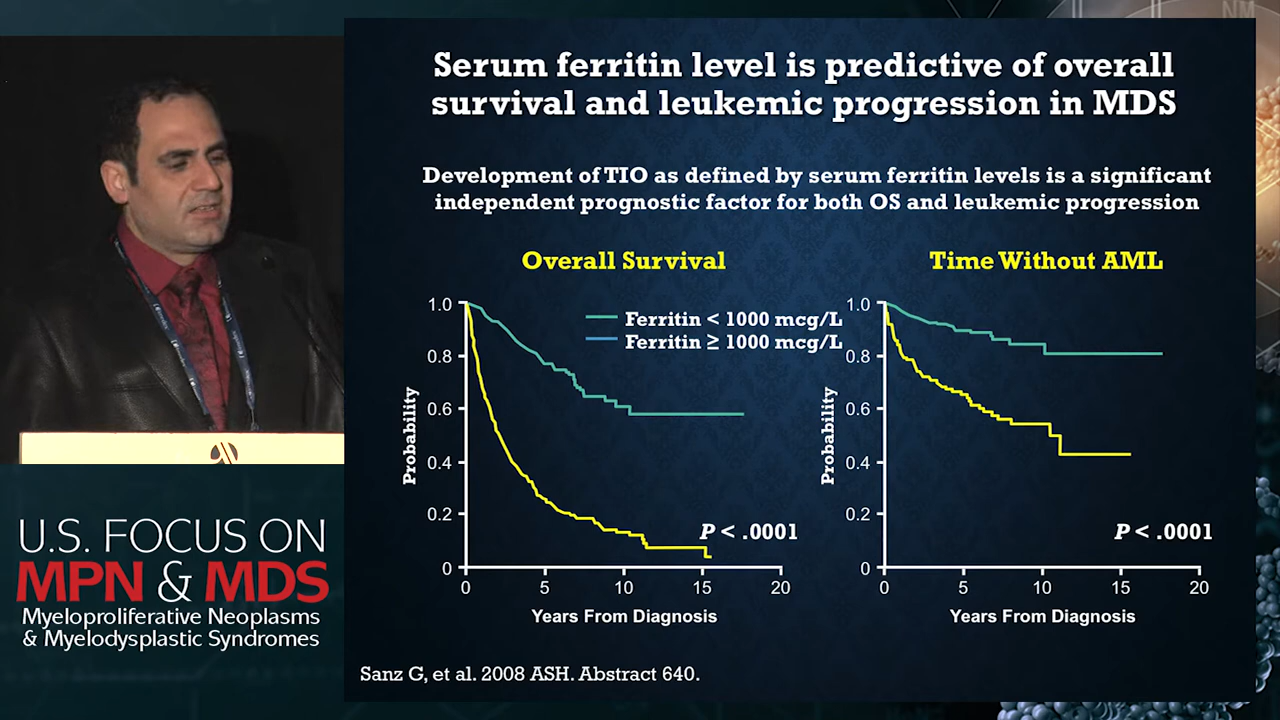 NM
Serum ferritin level is predictive of overall
survival and leukemic progression in MDS
Development of TIO as defined by serum ferritin levels is a significant
independent prognostic factor for both OS and leukemic progression
Overall Survival
Ferritin < 1000 mcg/L
Ferritin ≥ 1000 mcg/L
Probability
1.0
0.8
0.6
0.4
0.2
0
0 5 10 15 20
Years From Diagnosis
P < .0001
Time Without AML
Probability
1.0
0.8
0.6
0.4
0.2
0
0 5 10 15 20
Years From Diagnosis
P < .0001
Sanz G, et al. 2008 ASH. Abstract 640.
U.S. FOCUS ON
MPN & MDS
Myeloproliferative Neoplasms
& Myelodysplastic Syndromes